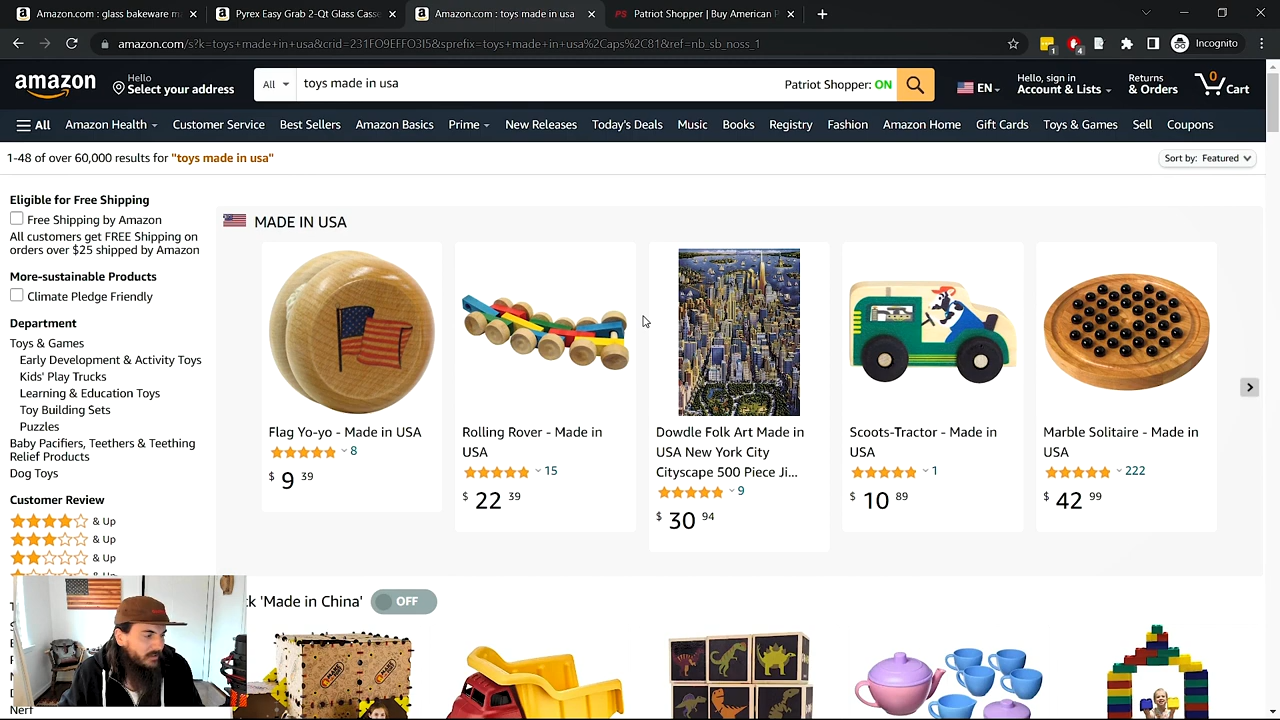 Amazon.com : glass bakeware m
Pyrex Easy Grab 2-Qt Glass Casse
Amazon.com : toys made in usa
PS Patriot Shopper | Buy American P
amazon.com/s?k=toys+made+in+usa&crid=231FO9EFFO3I5&sprefix=toys+made+in+usa%2Caps%2C81&ref=nb_sb_noss_1
1
4
Incognito
amazon
Hello
Select your address
All
toys made in usa
Patriot Shopper: ON
EN
Hello, sign in
Account & Lists
Returns
& Orders
0
Cart
All
Amazon Health
Customer Service
Best Sellers
Amazon Basics
Prime
New Releases
Today's Deals
Music
Books
Registry
Fashion
Amazon Home
Gift Cards
Toys & Games
Sell
Coupons
1-48 of over 60,000 results for "toys made in usa"
Sort by: Featured
Eligible for Free Shipping
Free Shipping by Amazon
All customers get FREE Shipping on
orders over $25 shipped by Amazon
More-sustainable Products
Climate Pledge Friendly
Department
Toys & Games
Early Development & Activity Toys
Kids' Play Trucks
Learning & Education Toys
Toy Building Sets
Puzzles
Baby Pacifiers, Teethers & Teething
Relief Products
Dog Toys
Customer Review
& Up
& Up
& Up
MADE IN USA
Flag Yo-yo - Made in USA
8
$9 39
Rolling Rover - Made in
USA
15
$22 39
Dowdle Folk Art Made in
USA New York City
Cityscape 500 Piece Ji...
9
$30 94
Scoots-Tractor - Made in
USA
1
$10 89
Marble Solitaire - Made in
USA
222
$42 99
k 'Made in China' OFF
Nerf